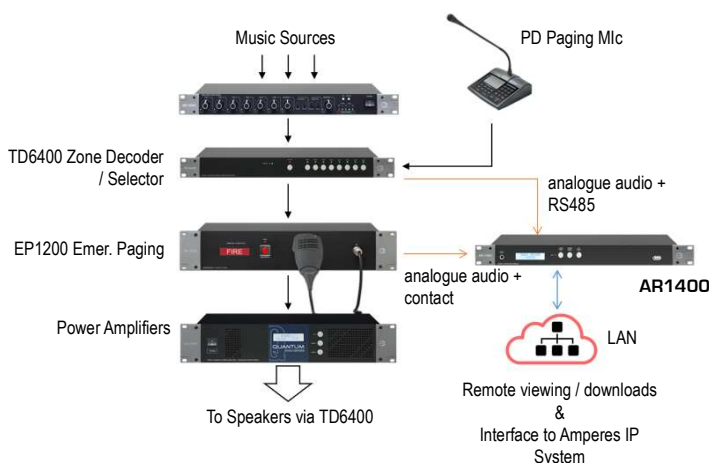 Music Sources
PD Paging MIc
TD6400 Zone Decoder
/ Selector
analogue audio +
RS485
EP1200 Emer. Paging
FIRE
analogue audio +
contact
AR1400
Power Amplifiers
QUANTUM
LAN
To Speakers via TD6400
Remote viewing / downloads
&
Interface to Amperes IP
System